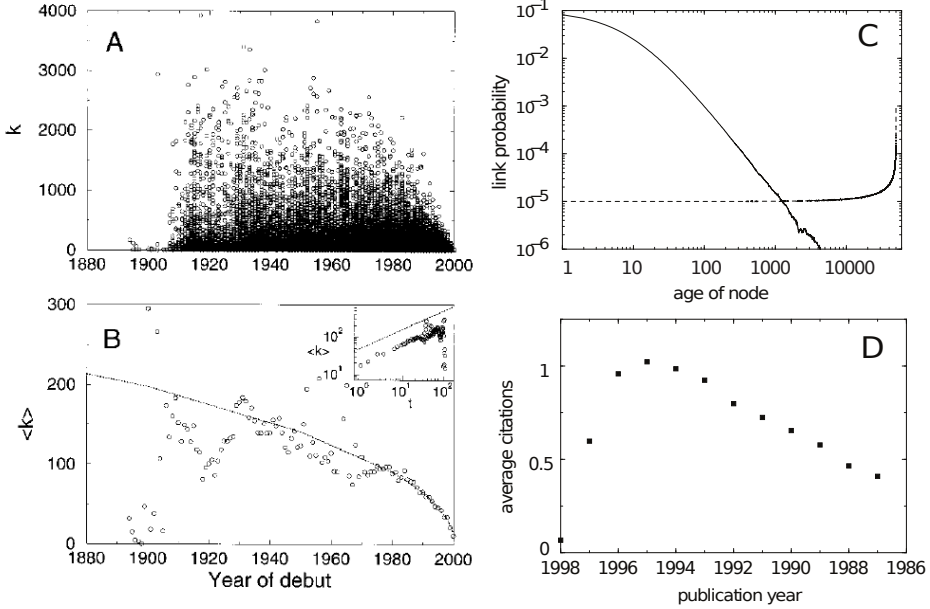 A
k
4000
3000
2000
1000
0
1880 1900 1920 1940 1960 1980 2000
B
<k>
300
200
100
0
1880 1900 1920 1940 1960 1980 2000
Year of debut
<k>
10²
10¹
10⁰ 10¹ 10²
t
C
link probability
10⁻¹
10⁻²
10⁻³
10⁻⁴
10⁻⁵
10⁻⁶
1 10 100 1000 10000
age of node
D
average citations
1
0.5
0
1998 1996 1994 1992 1990 1988 1986
publication year